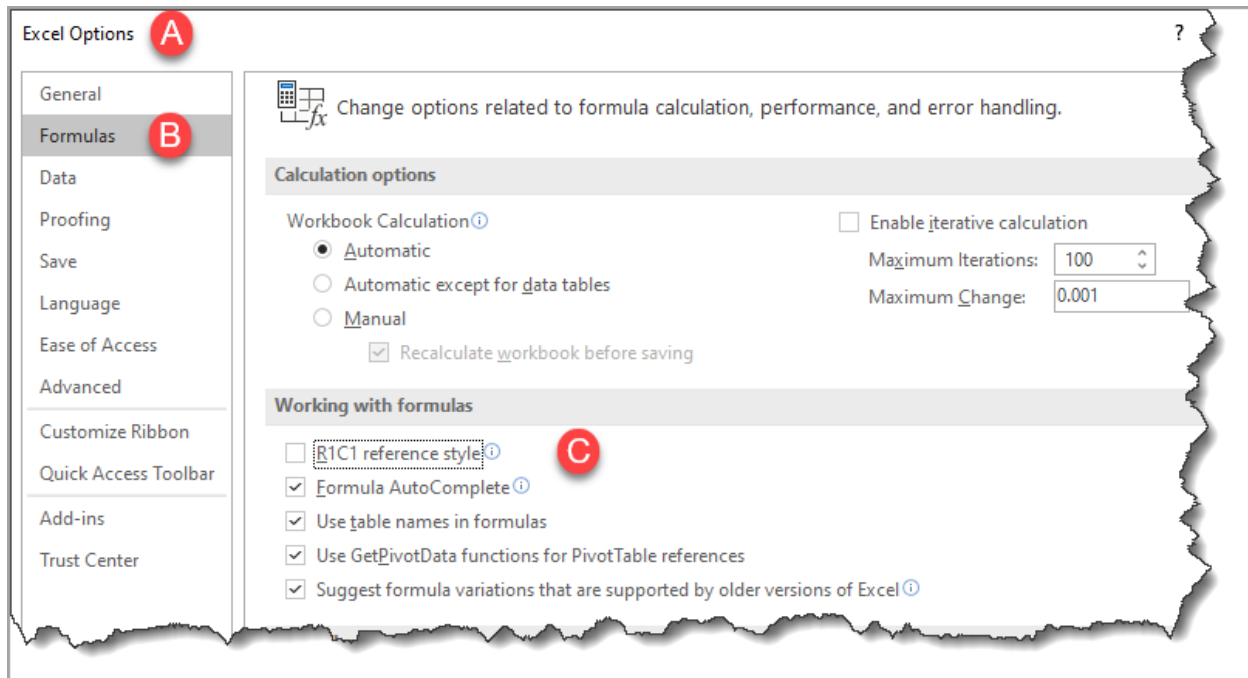 Excel Options A ?
General
Formulas B
Data
Proofing
Save
Language
Ease of Access
Advanced
Customize Ribbon
Quick Access Toolbar
Add-ins
Trust Center
fx Change options related to formula calculation, performance, and error handling.
Calculation options
Workbook Calculation
Automatic
Automatic except for data tables
Manual
Recalculate workbook before saving
Enable iterative calculation
Maximum Iterations: 100
Maximum Change: 0.001
Working with formulas
R1C1 reference style C
Formula AutoComplete
Use table names in formulas
Use GetPivotData functions for PivotTable references
Suggest formula variations that are supported by older versions of Excel